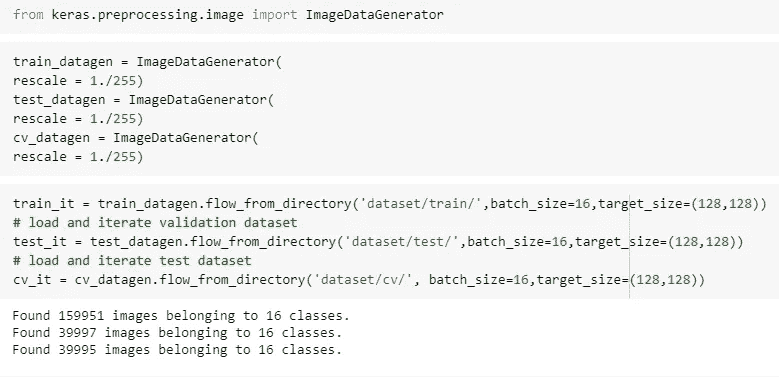 from keras.preprocessing.image import ImageDataGenerator
train_datagen = ImageDataGenerator(
rescale = 1./255)
test_datagen = ImageDataGenerator(
rescale = 1./255)
cv_datagen = ImageDataGenerator(
rescale = 1./255)
train_it = train_datagen.flow_from_directory('dataset/train/',batch_size=16,target_size=(128,128))
# load and iterate validation dataset
test_it = test_datagen.flow_from_directory('dataset/test/',batch_size=16,target_size=(128,128))
# load and iterate test dataset
cv_it = cv_datagen.flow_from_directory('dataset/cv/', batch_size=16,target_size=(128,128))
Found 159951 images belonging to 16 classes.
Found 39997 images belonging to 16 classes.
Found 39995 images belonging to 16 classes.